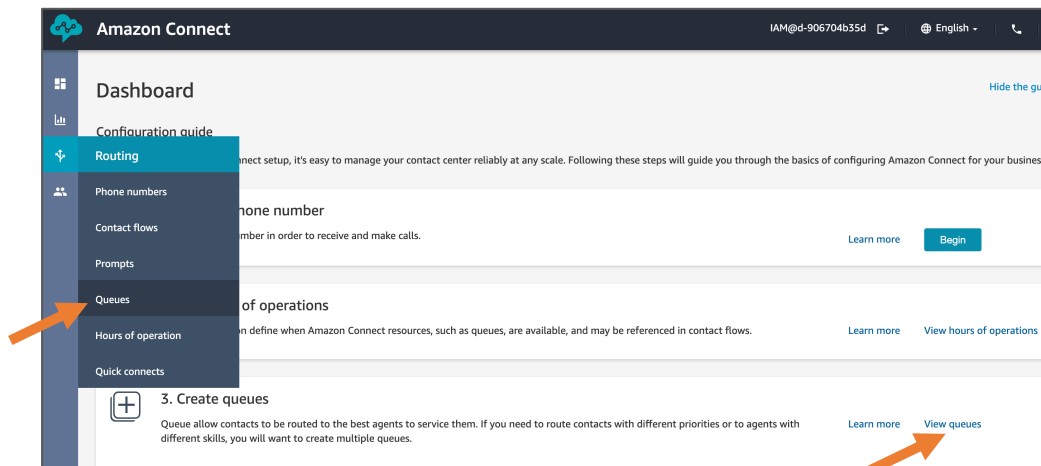 Amazon Connect
IAM@d-906704b35d
English
Dashboard
Hide the gu
Configuration guide
Routing
nnect setup, it's easy to manage your contact center reliably at any scale. Following these steps will guide you through the basics of configuring Amazon Connect for your busines
Phone numbers
hone number
Contact flows
umber in order to receive and make calls.
Learn more
Begin
Prompts
Queues
of operations
Hours of operation
on define when Amazon Connect resources, such as queues, are available, and may be referenced in contact flows.
Learn more
View hours of operations
Quick connects
3. Create queues
Queue allow contacts to be routed to the best agents to service them. If you need to route contacts with different priorities or to agents with
different skills, you will want to create multiple queues.
Learn more
View queues